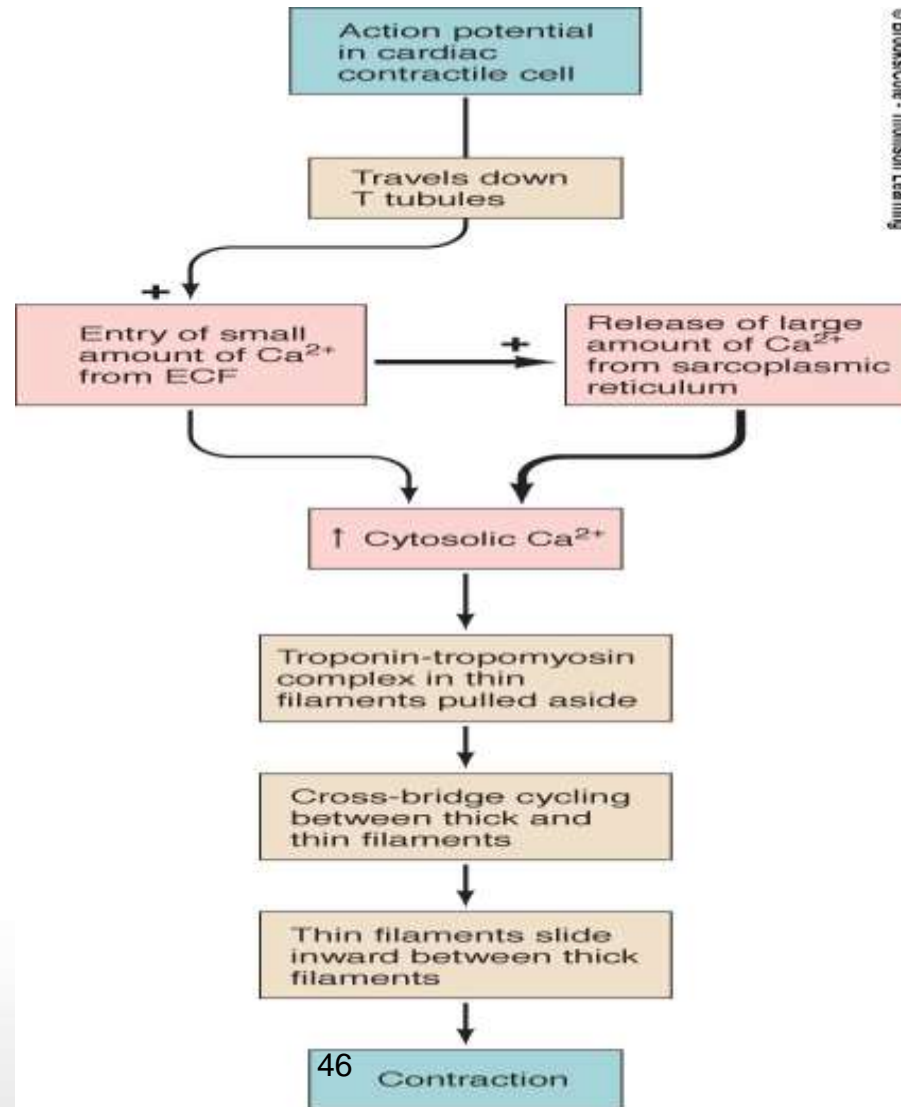 Action potential
in cardiac
contractile cell
Travels down
T tubules
+
Entry of small
amount of Ca²⁺
from ECF
+
Release of large
amount of Ca²⁺
from sarcoplasmic
reticulum
↑ Cytosolic Ca²⁺
Troponin-tropomyosin
complex in thin
filaments pulled aside
Cross-bridge cycling
between thick and
thin filaments
Thin filaments slide
inward between thick
filaments
46
Contraction
Learning